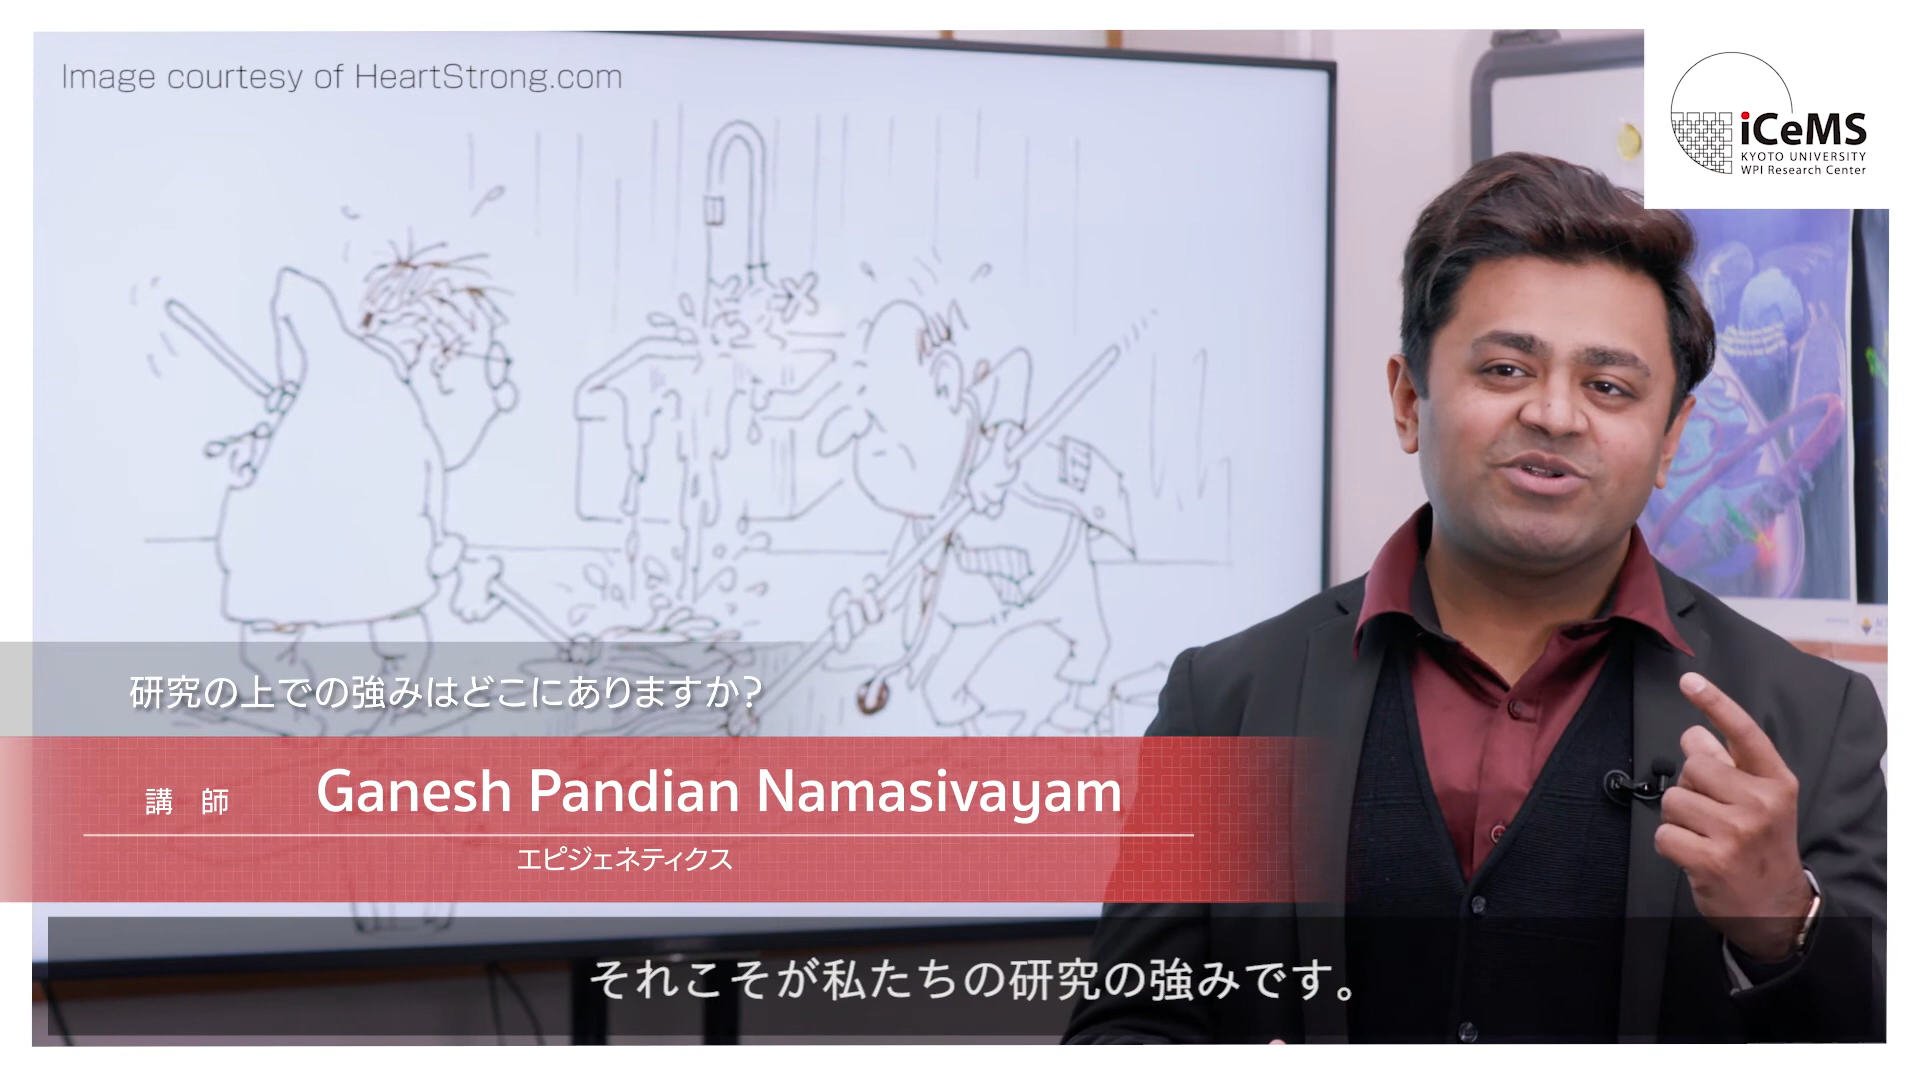 Image courtesy of HeartStrong.com
iCeMS
KYOTO UNIVERSITY
WPI Research Center
研究の上での強みはどこにありますか?
講 師 Ganesh Pandian Namasivayam
エピジェネティクス
それこそが私たちの研究の強みです。